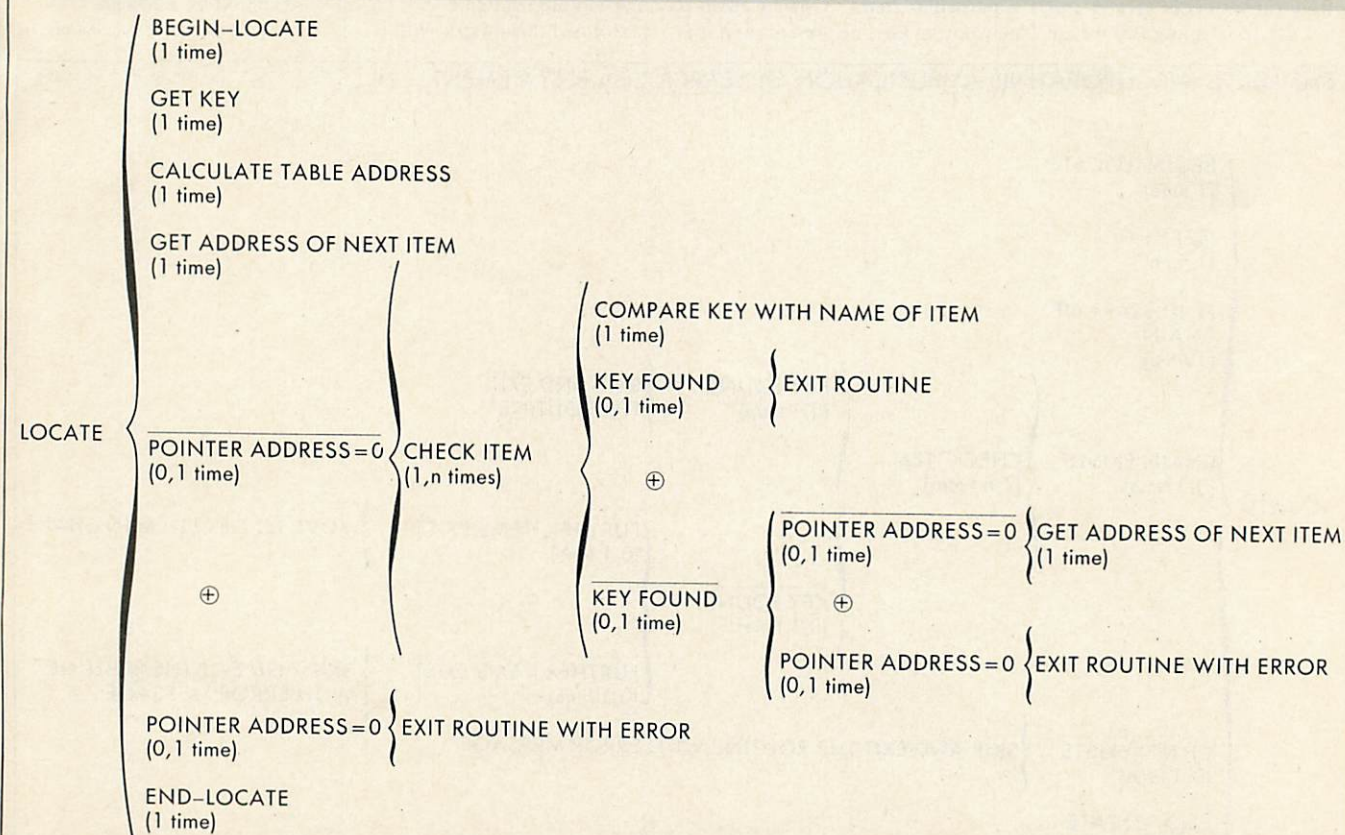 BEGIN–LOCATE
(1 time)
GET KEY
(1 time)
CALCULATE TABLE ADDRESS
(1 time)
GET ADDRESS OF NEXT ITEM
(1 time)
COMPARE KEY WITH NAME OF ITEM
(1 time)
KEY FOUND EXIT ROUTINE
(0,1 time)
LOCATE
POINTER ADDRESS=0 CHECK ITEM
(0,1 time) (1,n times)
⊕
POINTER ADDRESS=0 GET ADDRESS OF NEXT ITEM
(0,1 time) (1 time)
⊕
KEY FOUND ⊕
(0,1 time)
POINTER ADDRESS=0 EXIT ROUTINE WITH ERROR
(0,1 time)
POINTER ADDRESS=0 EXIT ROUTINE WITH ERROR
(0,1 time)
END–LOCATE
(1 time)